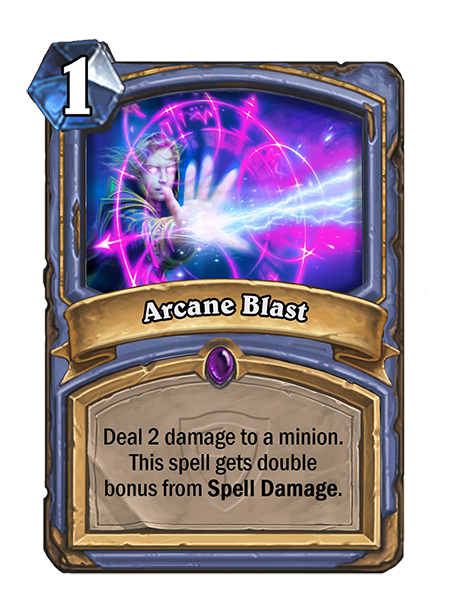 1
Arcane Blast
Deal 2 damage to a minion.
This spell gets double
bonus from Spell Damage.